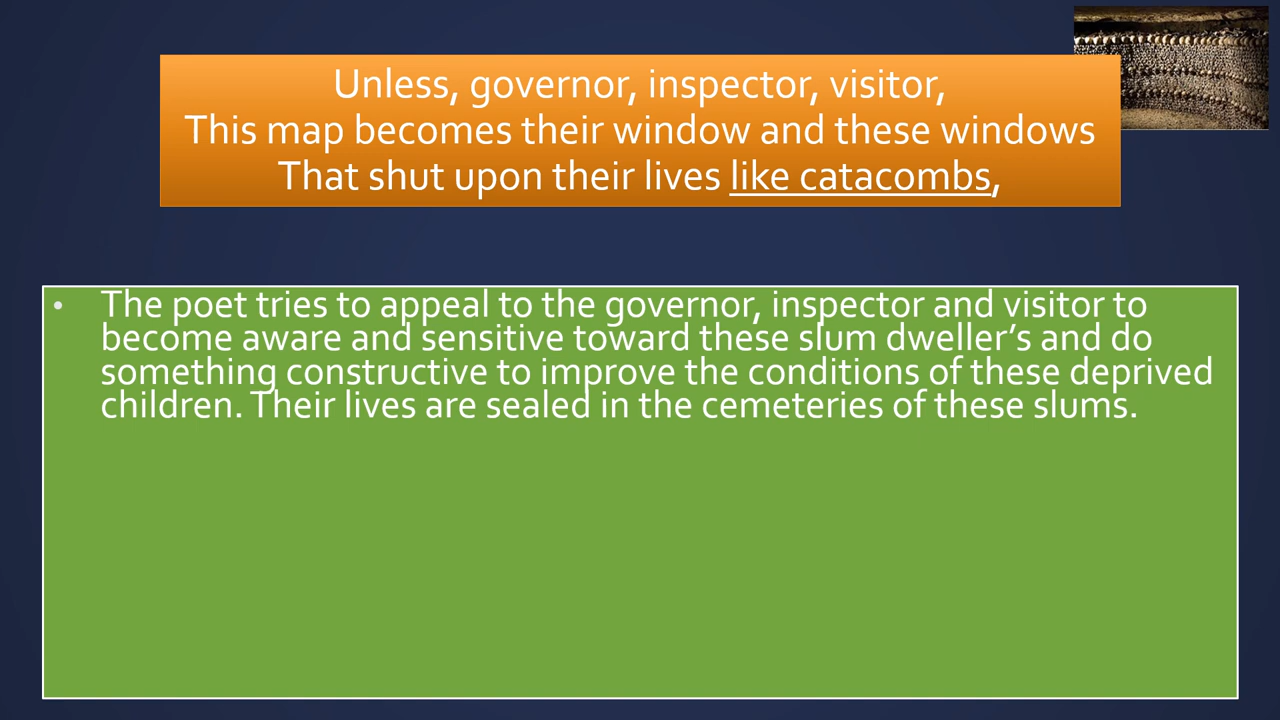 Unless, governor, inspector, visitor,
This map becomes their window and these windows
That shut upon their lives like catacombs,
• The poet tries to appeal to the governor, inspector and visitor to
become aware and sensitive toward these slum dweller’s and do
something constructive to improve the conditions of these deprived
children. Their lives are sealed in the cemeteries of these slums.